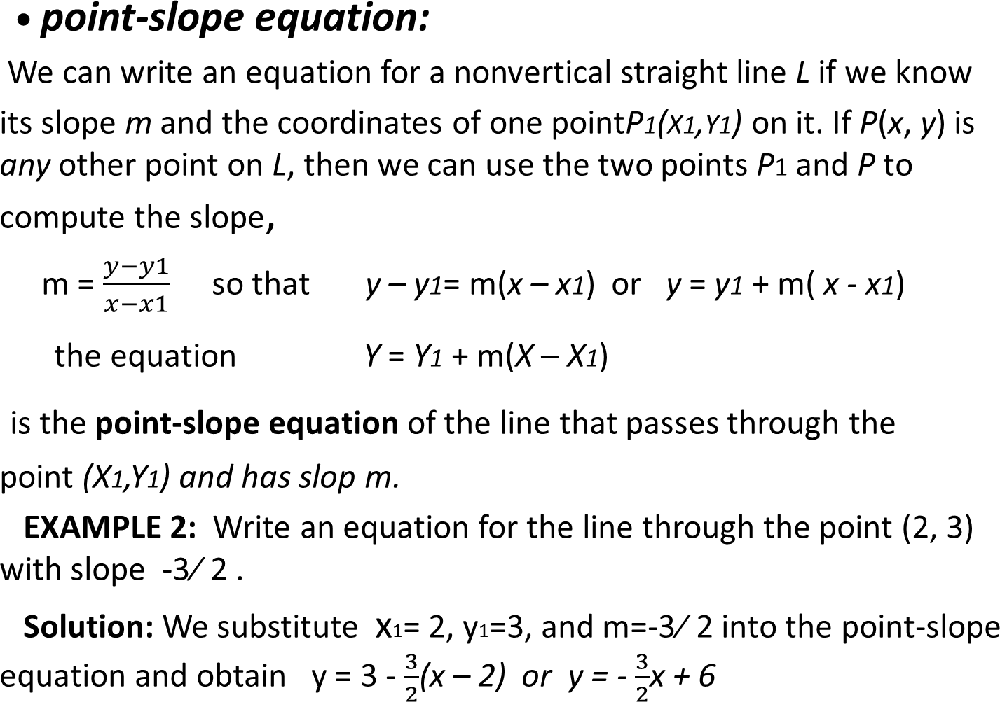 • point-slope equation:
We can write an equation for a nonvertical straight line L if we know
its slope m and the coordinates of one pointP1(X1,Y1) on it. If P(x, y) is
any other point on L, then we can use the two points P1 and P to
compute the slope,
m = y−y1/x−x1 so that y – y1= m(x – x1) or y = y1 + m( x - x1)
the equation Y = Y1 + m(X – X1)
is the point-slope equation of the line that passes through the
point (X1,Y1) and has slop m.
EXAMPLE 2: Write an equation for the line through the point (2, 3)
with slope -3∕ 2 .
Solution: We substitute x1= 2, y1=3, and m=-3∕ 2 into the point-slope
equation and obtain y = 3 - 3/2(x – 2) or y = - 3/2x + 6